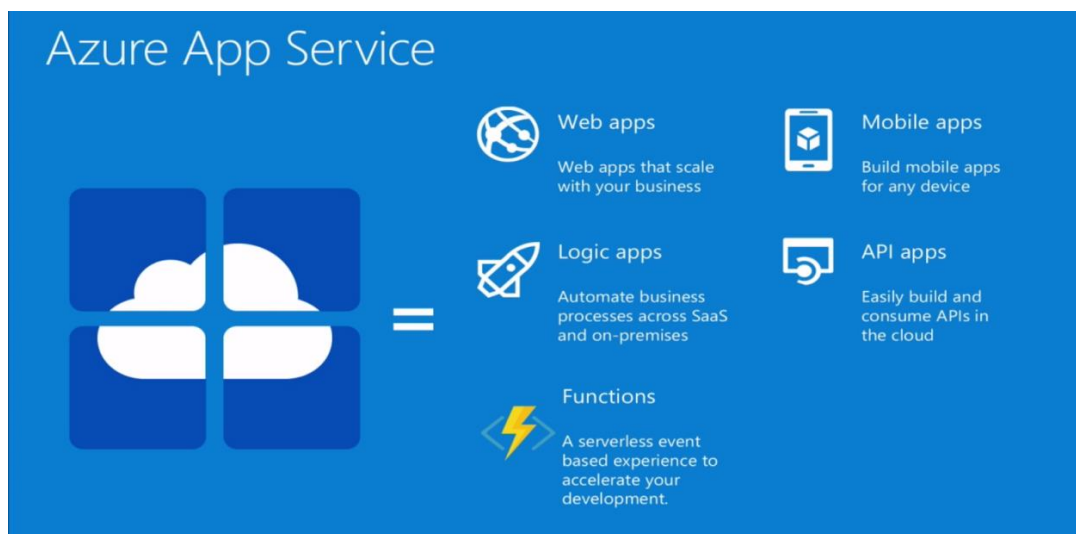 Azure App Service
Web apps
Web apps that scale
with your business
Mobile apps
Build mobile apps
for any device
Logic apps
Automate business
processes across SaaS
and on-premises
API apps
Easily build and
consume APIs in
the cloud
=
Functions
A serverless event
based experience to
accelerate your
development.